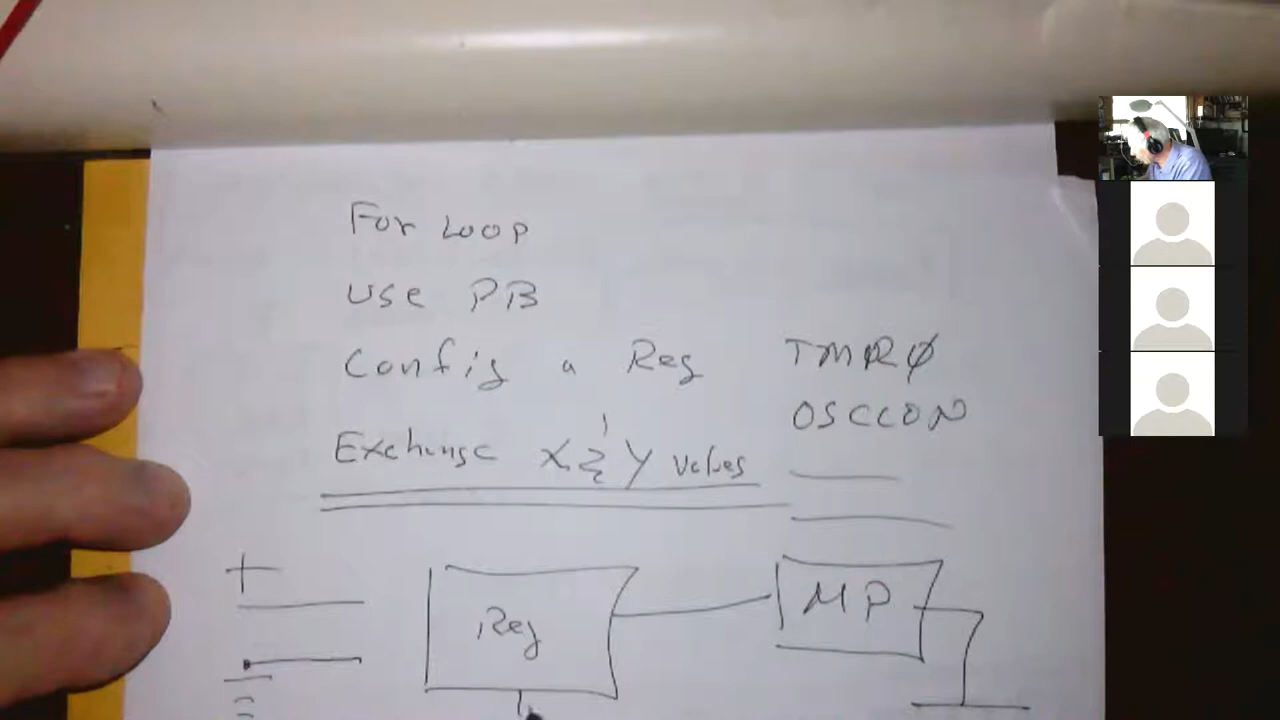 For Loop
Use PB
Config a Reg TMRØ
OSCCON
Exchange X & Y values
+
Reg
MP